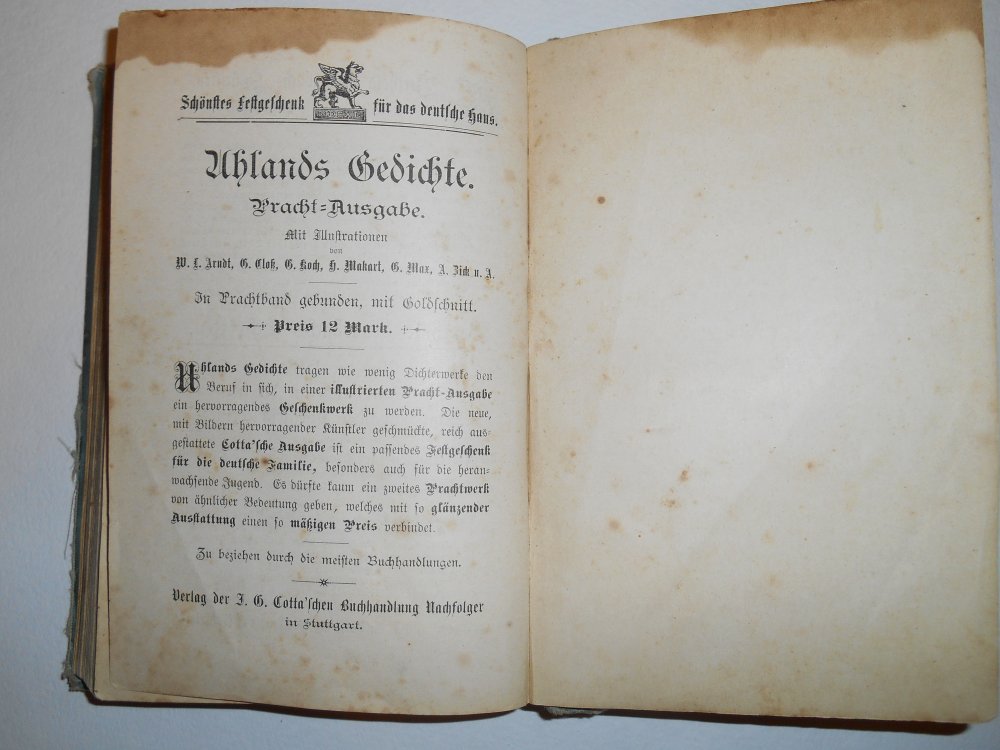 Schönstes Festgeschenk für das deutsche Haus.
Uhlands Gedichte.
Pracht-Ausgabe.
Mit Illustrationen
von
W. L. Arndt, G. Cloß, G. Koch, H. Makart, G. Max, A. Zick u. A.
In Prachtband gebunden, mit Goldschnitt.
Preis 12 Mark.
Uhlands Gedichte tragen wie wenig Dichterwerke den
Beruf in sich, in einer illustrierten Pracht-Ausgabe
ein hervorragendes Geschenkwerk zu werden. Die neue,
mit Bildern hervorragender Künstler geschmückte, reich aus-
gestattete Cotta'sche Ausgabe ist ein passendes Festgeschenk
für die deutsche Familie, besonders auch für die heran-
wachsende Jugend. Es dürfte kaum ein zweites Prachtwerk
von ähnlicher Bedeutung geben, welches mit so glänzender
Ausstattung einen so mäßigen Preis verbindet.
Zu beziehen durch die meisten Buchhandlungen.
Verlag der J. G. Cotta'schen Buchhandlung Nachfolger
in Stuttgart.